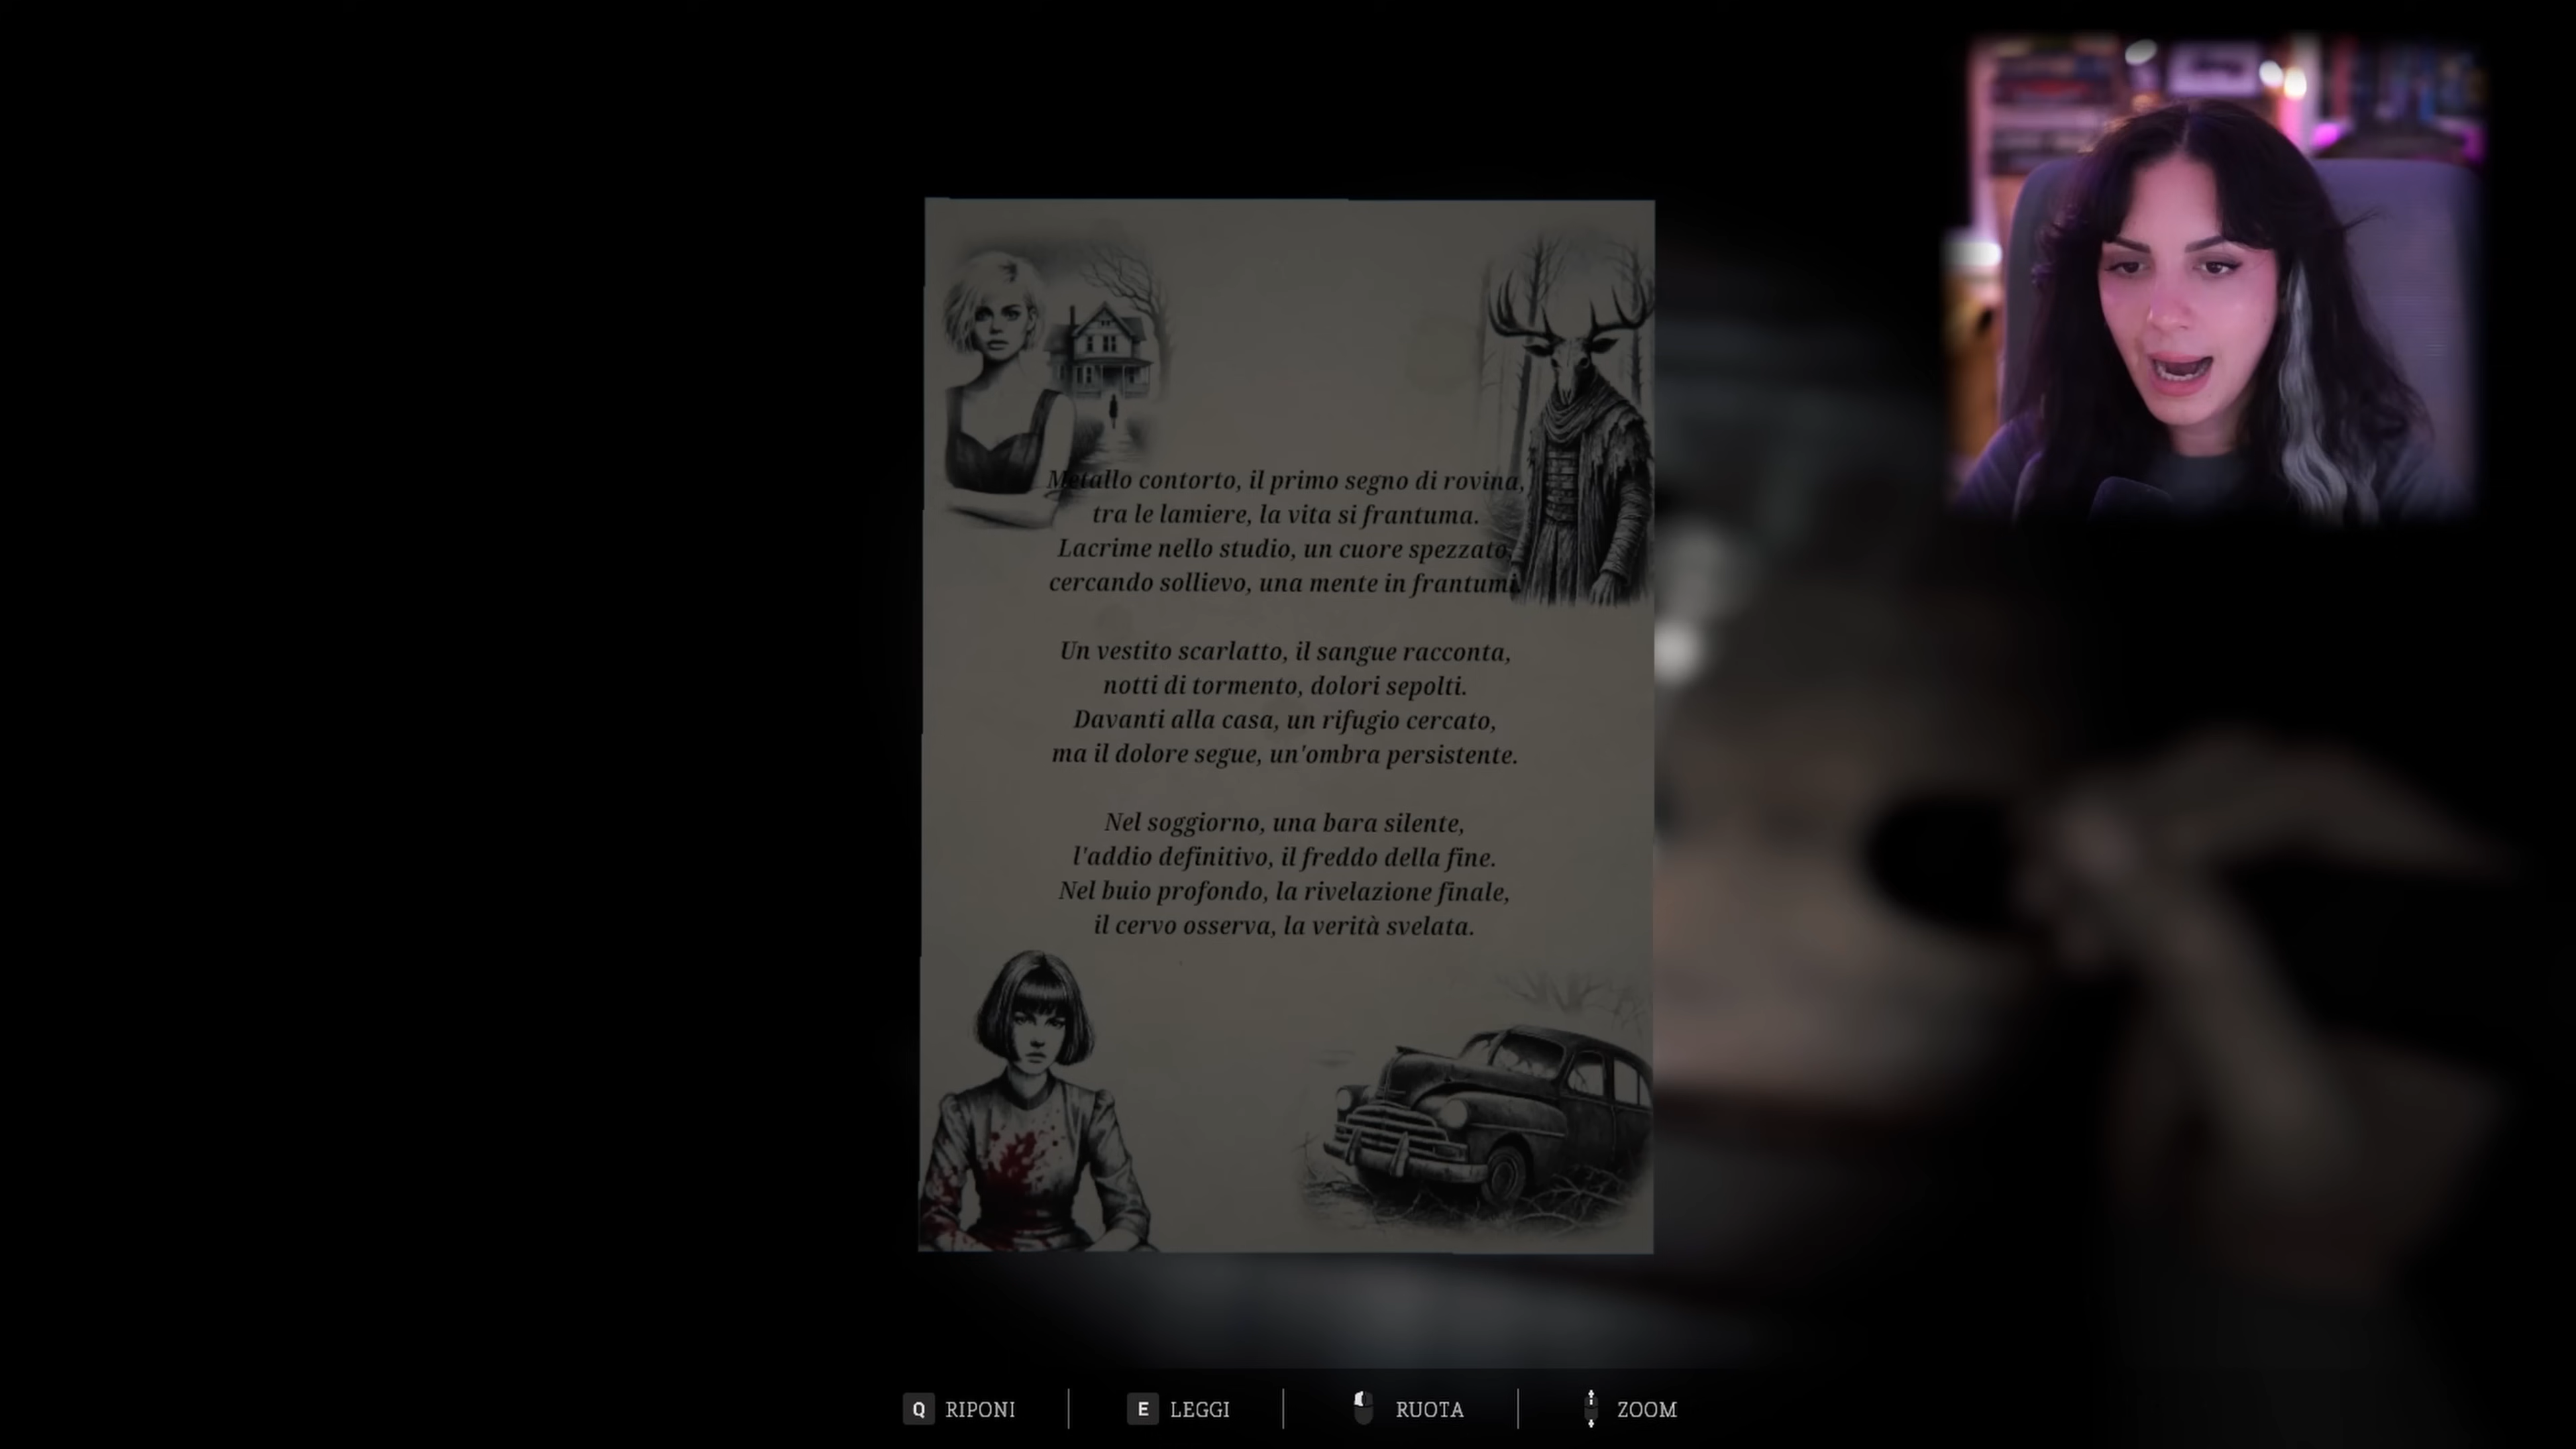 Metallo contorto, il primo segno di rovina,
tra le lamiere, la vita si frantuma.
Lacrime nello studio, un cuore spezzato,
cercando sollievo, una mente in frantumi.
Un vestito scarlatto, il sangue racconta,
notti di tormento, dolori sepolti.
Davanti alla casa, un rifugio cercato,
ma il dolore segue, un'ombra persistente.
Nel soggiorno, una bara silente,
l'addio definitivo, il freddo della fine.
Nel buio profondo, la rivelazione finale,
il cervo osserva, la verità svelata.
Q RIPONI
E LEGGI
RUOTA
ZOOM